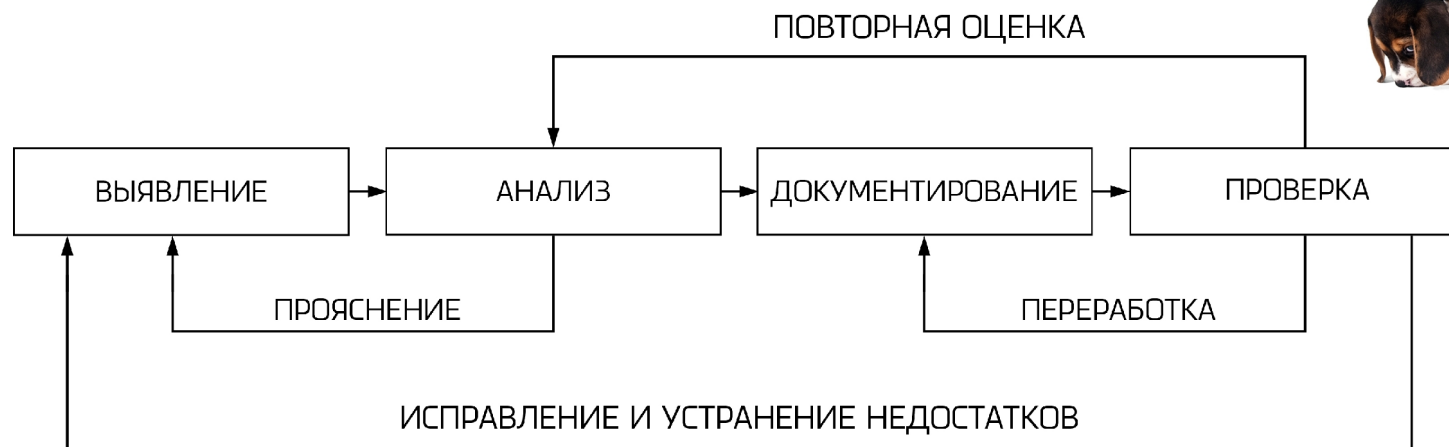 ПОВТОРНАЯ ОЦЕНКА
ВЫЯВЛЕНИЕ
АНАЛИЗ
ДОКУМЕНТИРОВАНИЕ
ПРОВЕРКА
ПРОЯСНЕНИЕ
ПЕРЕРАБОТКА
ИСПРАВЛЕНИЕ И УСТРАНЕНИЕ НЕДОСТАТКОВ